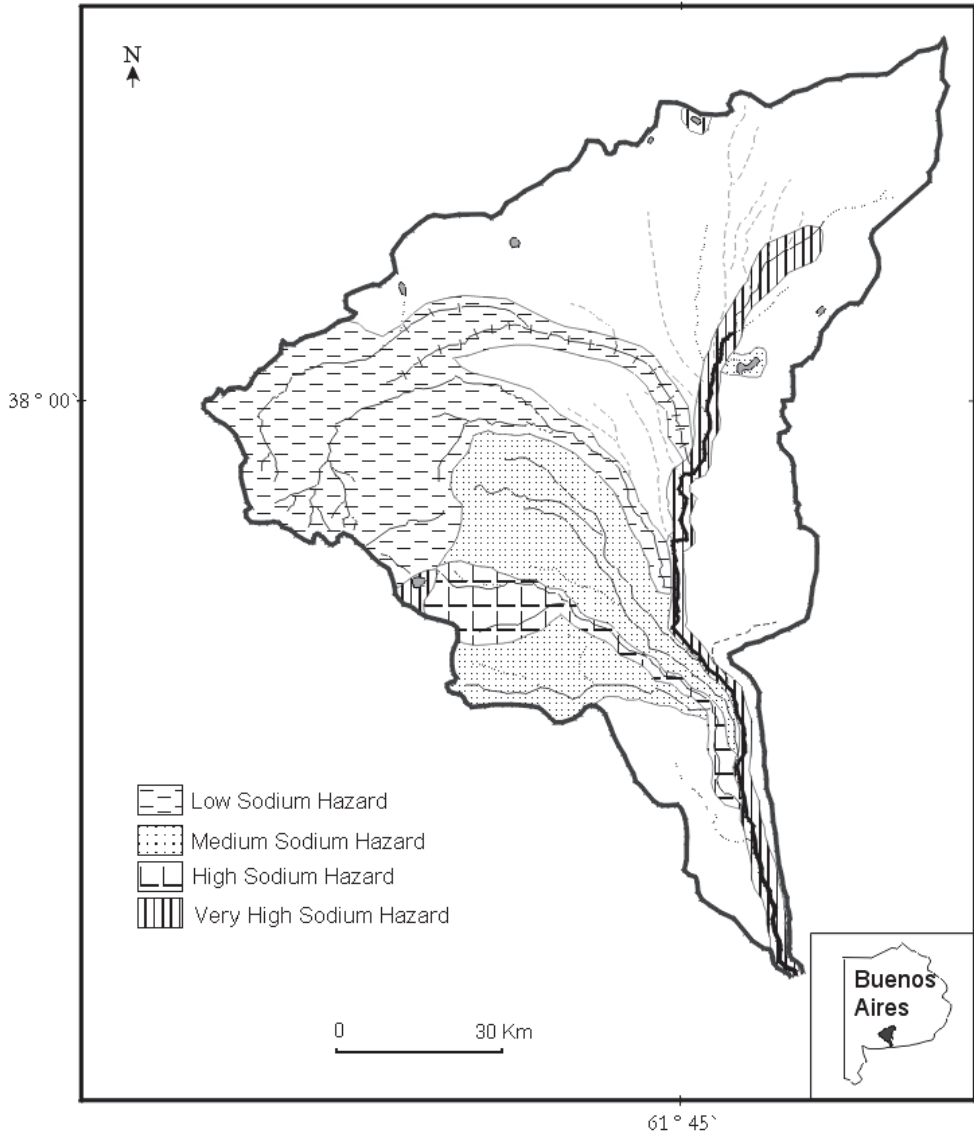 N
38 ° 00`
Low Sodium Hazard
Medium Sodium Hazard
High Sodium Hazard
Very High Sodium Hazard
0 30 Km
Buenos
Aires
61 ° 45`